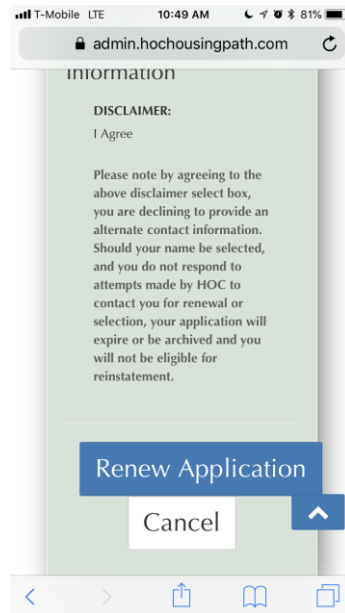 T-Mobile LTE 10:49 AM 81%
admin.hochousingpath.com
information
DISCLAIMER:
I Agree
Please note by agreeing to the
above disclaimer select box,
you are declining to provide an
alternate contact information.
Should your name be selected,
and you do not respond to
attempts made by HOC to
contact you for renewal or
selection, your application will
expire or be archived and you
will not be eligible for
reinstatement.
Renew Application
Cancel